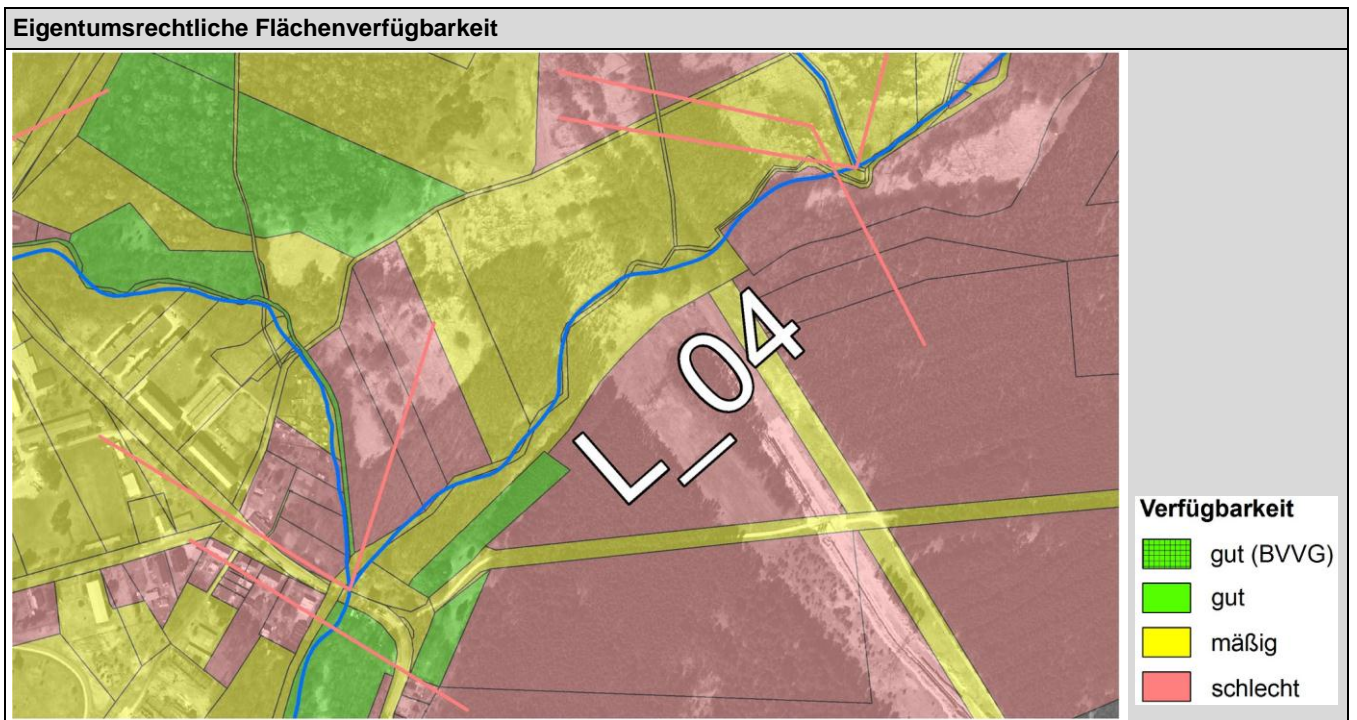 Eigentumsrechtliche Flächenverfügbarkeit
L_04
Verfügbarkeit
gut (BVVG)
gut
mäßig
schlecht